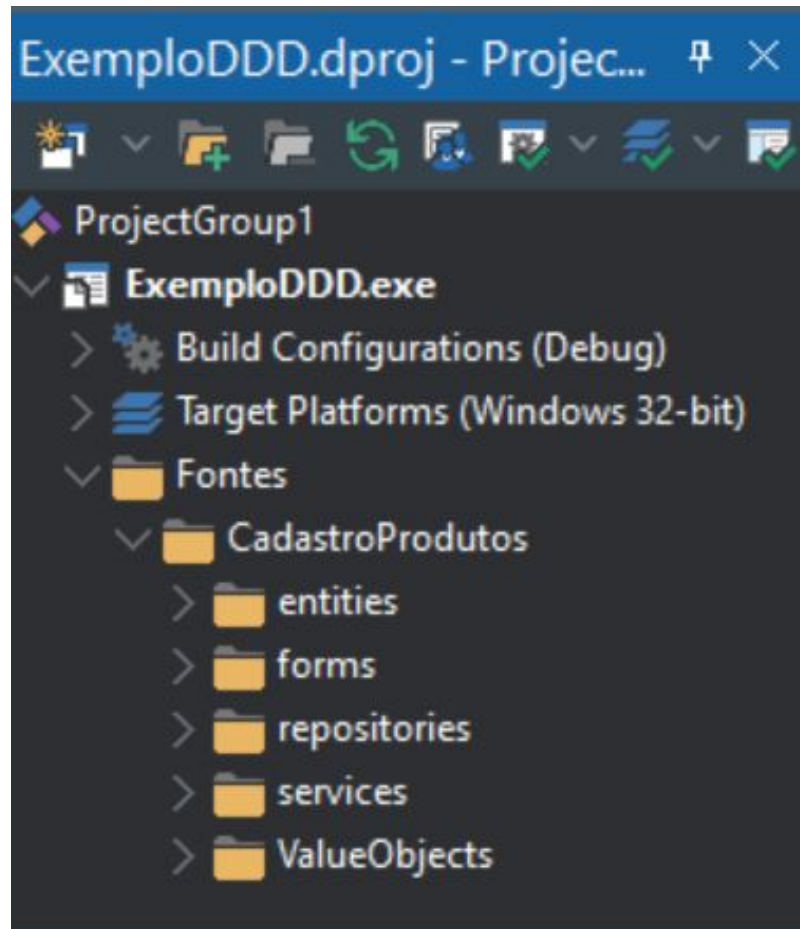 ExemploDDD.dproj - Projec...
ProjectGroup1
ExemploDDD.exe
Build Configurations (Debug)
Target Platforms (Windows 32-bit)
Fontes
CadastroProdutos
entities
forms
repositories
services
ValueObjects